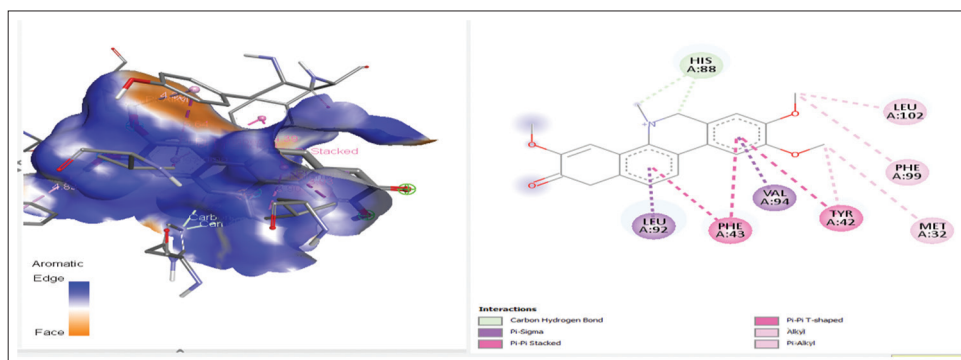 Stacked
Carbon
Aromatic
Edge
Face
HIS
A:88
LEU
A:102
PHE
A:99
MET
A:32
TYR
A:42
VAL
A:94
PHE
A:43
LEU
A:92
N+
O
O
O
O
Interactions
Carbon Hydrogen Bond
Pi-Sigma
Pi-Pi Stacked
Pi-Pi T-shaped
Alkyl
Pi-Alkyl